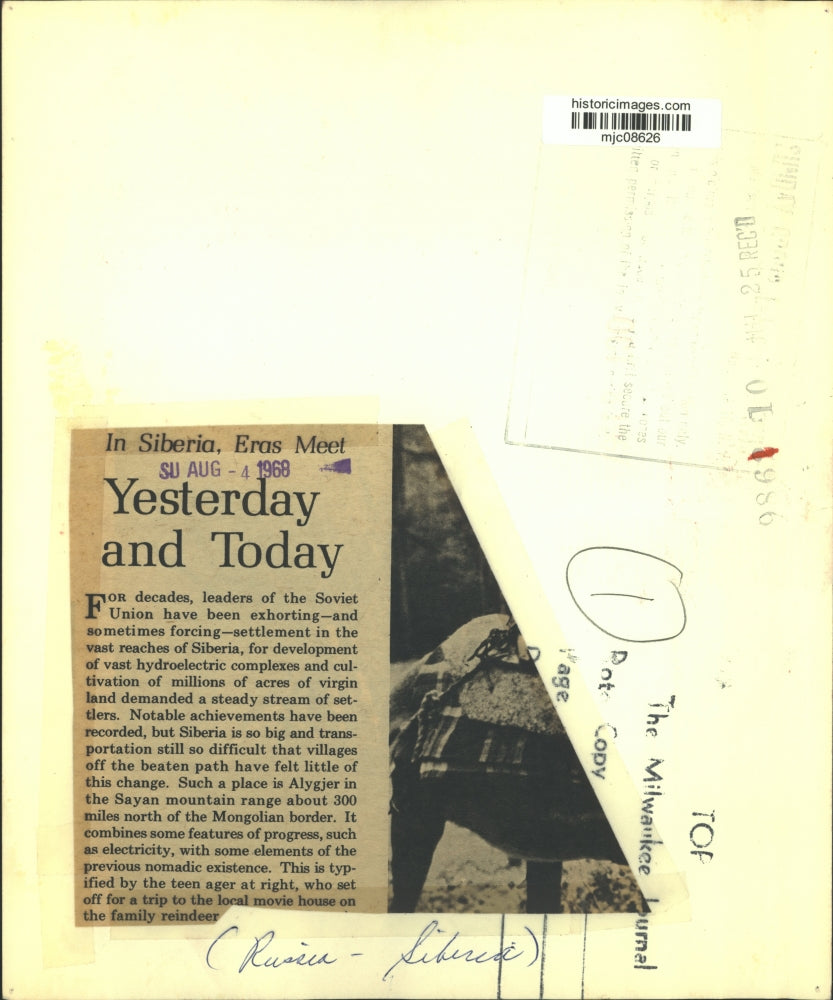 historicimages.com
mjc08626
25 REC'D
986
10
In Siberia, Eras Meet
SU AUG - 4 1968
Yesterday
and Today
FOR decades, leaders of the Soviet
Union have been exhorting—and
sometimes forcing—settlement in the
vast reaches of Siberia, for development
of vast hydroelectric complexes and cul-
tivation of millions of acres of virgin
land demanded a steady stream of set-
tlers. Notable achievements have been
recorded, but Siberia is so big and trans-
portation still so difficult that villages
off the beaten path have felt little of
this change. Such a place is Alygjer in
the Sayan mountain range about 300
miles north of the Mongolian border. It
combines some features of progress, such
as electricity, with some elements of the
previous nomadic existence. This is typ-
ified by the teen ager at right, who set
off for a trip to the local movie house on
the family reindeer
1
TOP
The Milwaukee Journal
Copy
(Russia - Siberia)